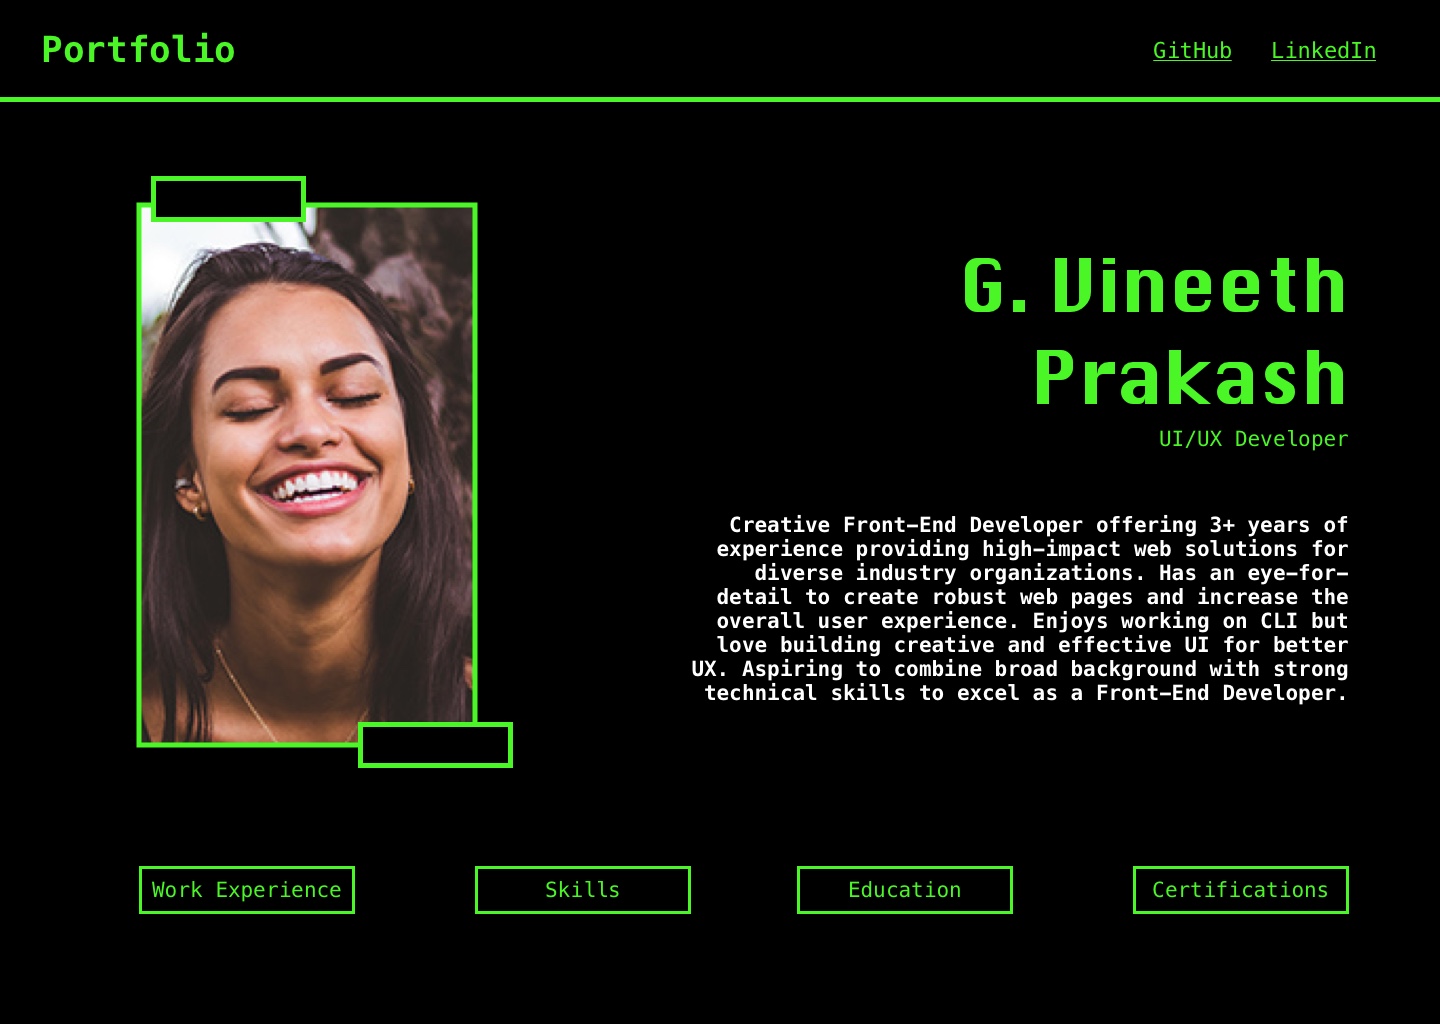 Portfolio
GitHub LinkedIn
G. Vineeth
Prakash
UI/UX Developer
Creative Front-End Developer offering 3+ years of
experience providing high-impact web solutions for
diverse industry organizations. Has an eye-for-
detail to create robust web pages and increase the
overall user experience. Enjoys working on CLI but
love building creative and effective UI for better
UX. Aspiring to combine broad background with strong
technical skills to excel as a Front-End Developer.
Work Experience Skills Education Certifications